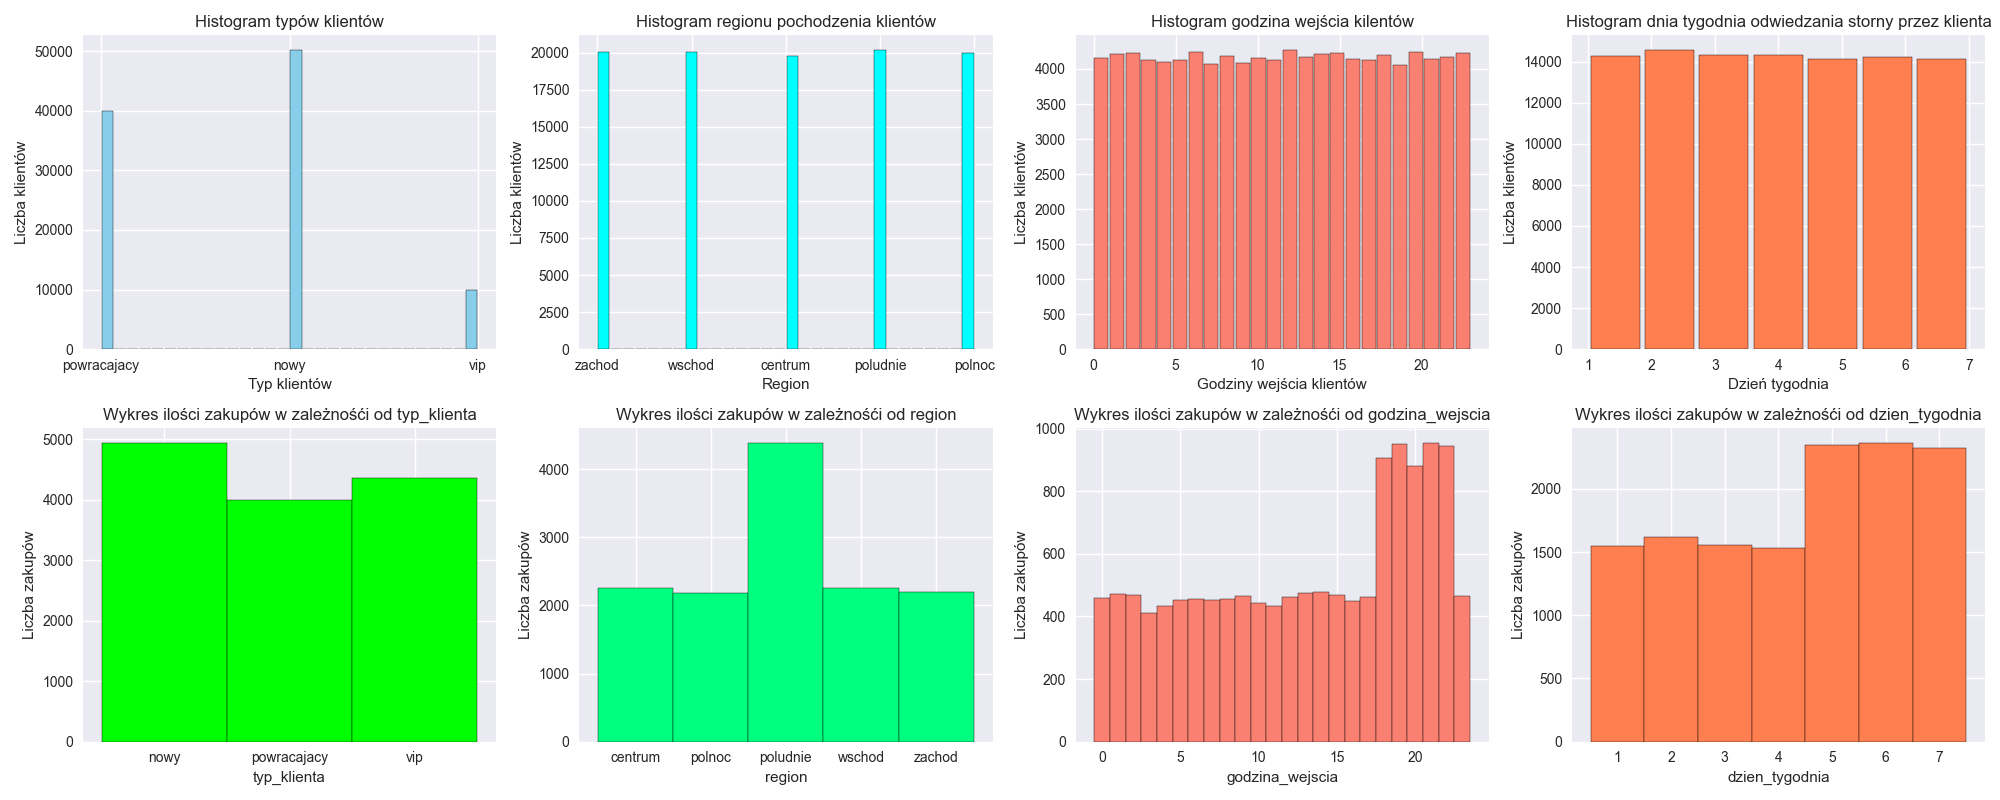 Histogram typów klientów
Liczba klientów
50000
40000
30000
20000
10000
0
powracajacy nowy vip
Typ klientów
Histogram regionu pochodzenia klientów
Liczba klientów
20000
17500
15000
12500
10000
7500
5000
2500
0
zachod wschod centrum poludnie polnoc
Region
Histogram godzina wejścia kilentów
Liczba klientów
4000
3500
3000
2500
2000
1500
1000
500
0
0 5 10 15 20
Godziny wejścia klientów
Histogram dnia tygodnia odwiedzania storny przez klienta
Liczba klientów
14000
12000
10000
8000
6000
4000
2000
0
1 2 3 4 5 6 7
Dzień tygodnia
Wykres ilości zakupów w zależnośći od typ_klienta
Liczba zakupów
5000
4000
3000
2000
1000
0
nowy powracajacy vip
typ_klienta
Wykres ilości zakupów w zależnośći od region
Liczba zakupów
4000
3000
2000
1000
0
centrum polnoc poludnie wschod zachod
region
Wykres ilości zakupów w zależnośći od godzina_wejscia
Liczba zakupów
1000
800
600
400
200
0
0 5 10 15 20
godzina_wejscia
Wykres ilości zakupów w zależnośći od dzien_tygodnia
Liczba zakupów
2000
1500
1000
500
0
1 2 3 4 5 6 7
dzien_tygodnia